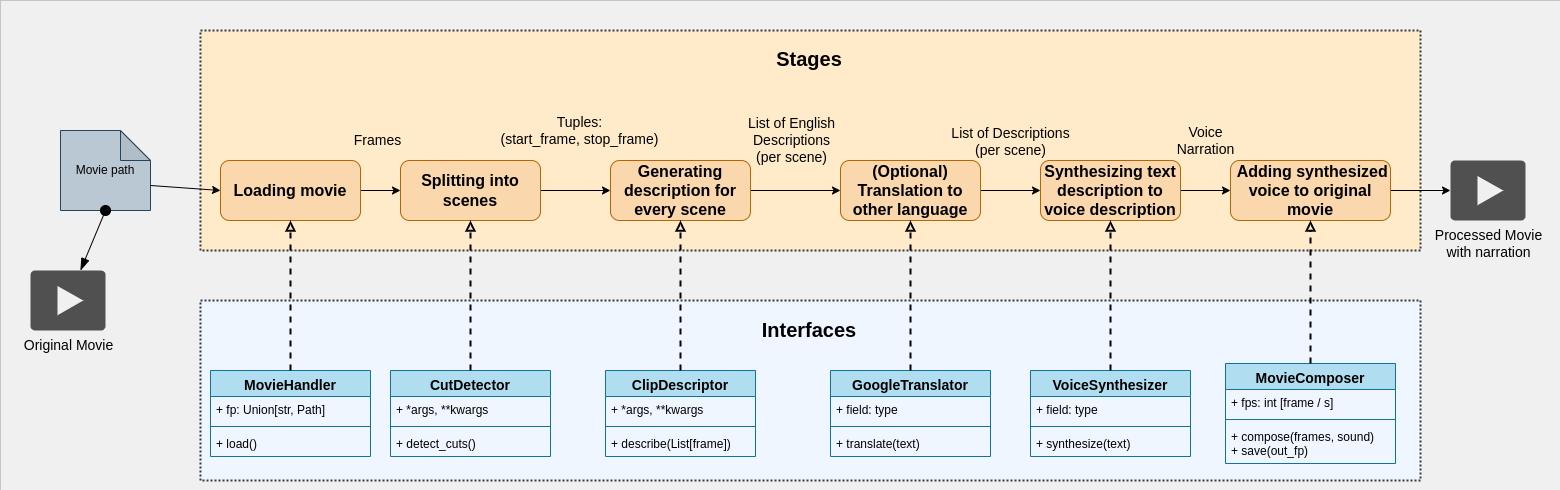 Stages
Movie path
Original Movie
Loading movie
Frames
Splitting into
scenes
Tuples:
(start_frame, stop_frame)
Generating
description for
every scene
List of English
Descriptions
(per scene)
(Optional)
Translation to
other language
List of Descriptions
(per scene)
Synthesizing text
description to
voice description
Voice
Narration
Adding synthesized
voice to original
movie
Processed Movie
with narration
Interfaces
MovieHandler
+ fp: Union[str, Path]
+ load()
CutDetector
+ *args, **kwargs
+ detect_cuts()
ClipDescriptor
+ *args, **kwargs
+ describe(List[frame])
GoogleTranslator
+ field: type
+ translate(text)
VoiceSynthesizer
+ field: type
+ synthesize(text)
MovieComposer
+ fps: int [frame / s]
+ compose(frames, sound)
+ save(out_fp)